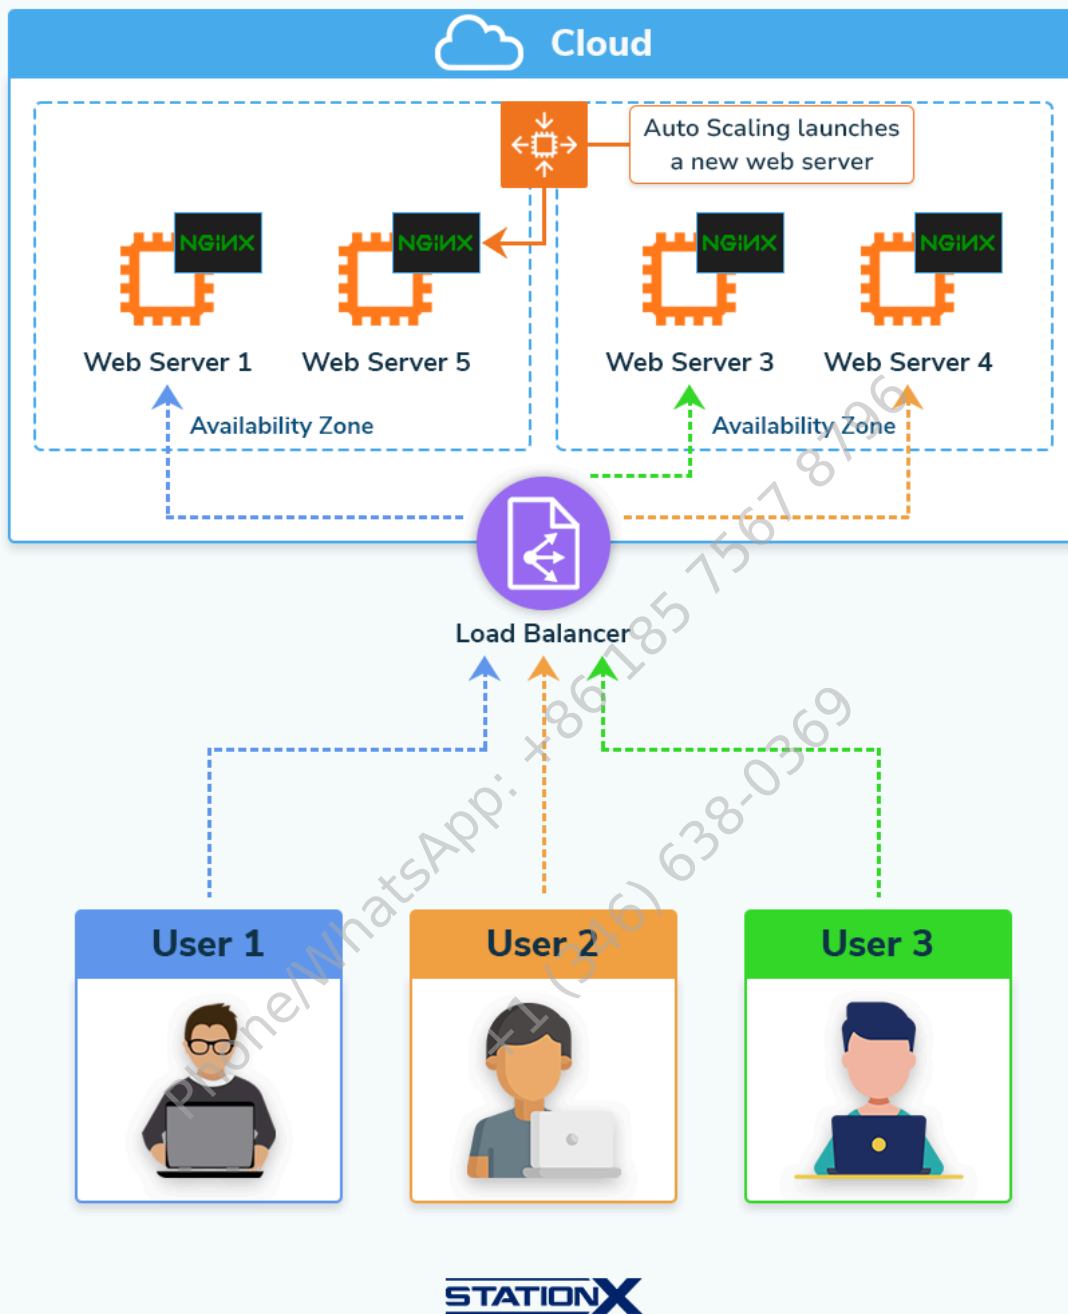 Cloud
Auto Scaling launches
a new web server
NGINX
NGINX
NGINX
NGINX
Web Server 1
Web Server 5
Web Server 3
Web Server 4
Availability Zone
Availability Zone
Load Balancer
Phone/WhatsApp: +86 185 7567 8796
+1 (346) 638-0369
User 1
User 2
User 3
STATIONX